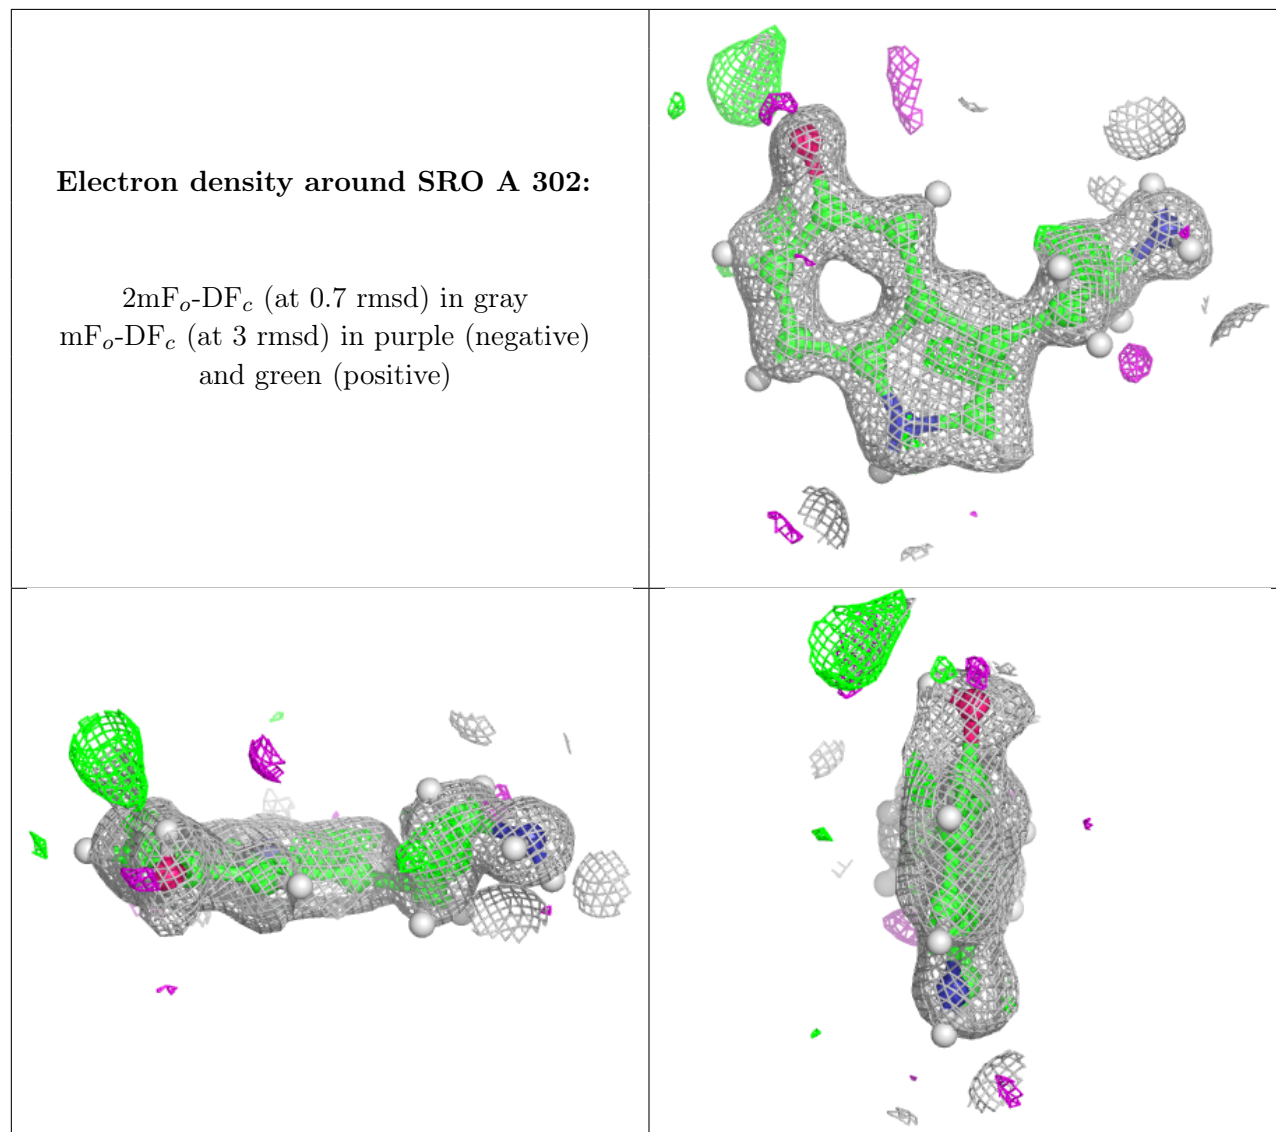 Electron density around SRO A 302:
2mFo-DFc (at 0.7 rmsd) in gray
mFo-DFc (at 3 rmsd) in purple (negative)
and green (positive)